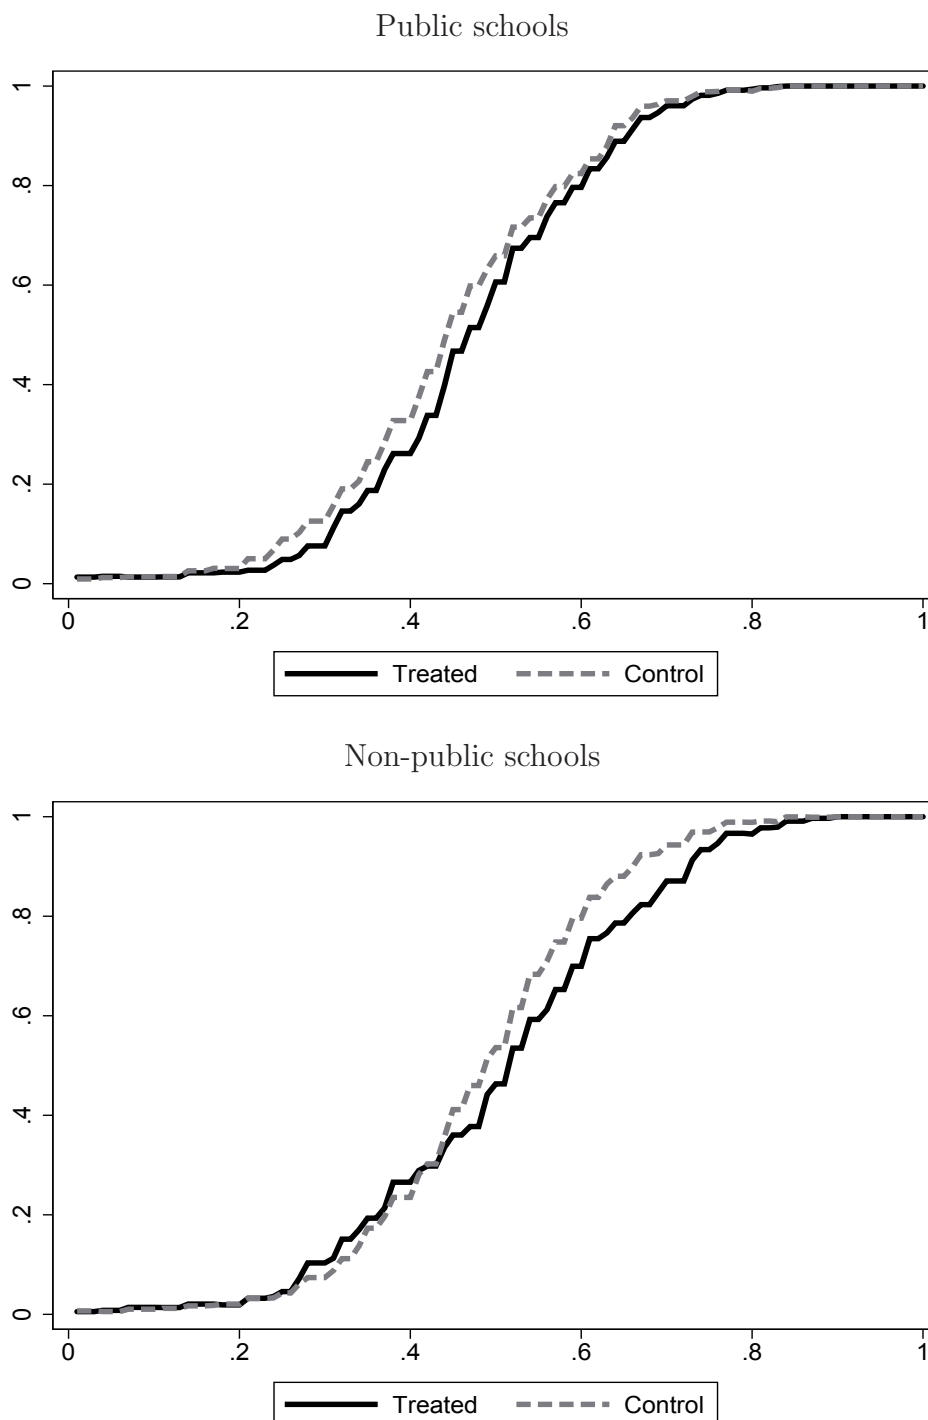 Public schools
1
.8
.6
.4
.2
0
0 .2 .4 .6 .8 1
Treated Control
Non-public schools
1
.8
.6
.4
.2
0
0 .2 .4 .6 .8 1
Treated Control